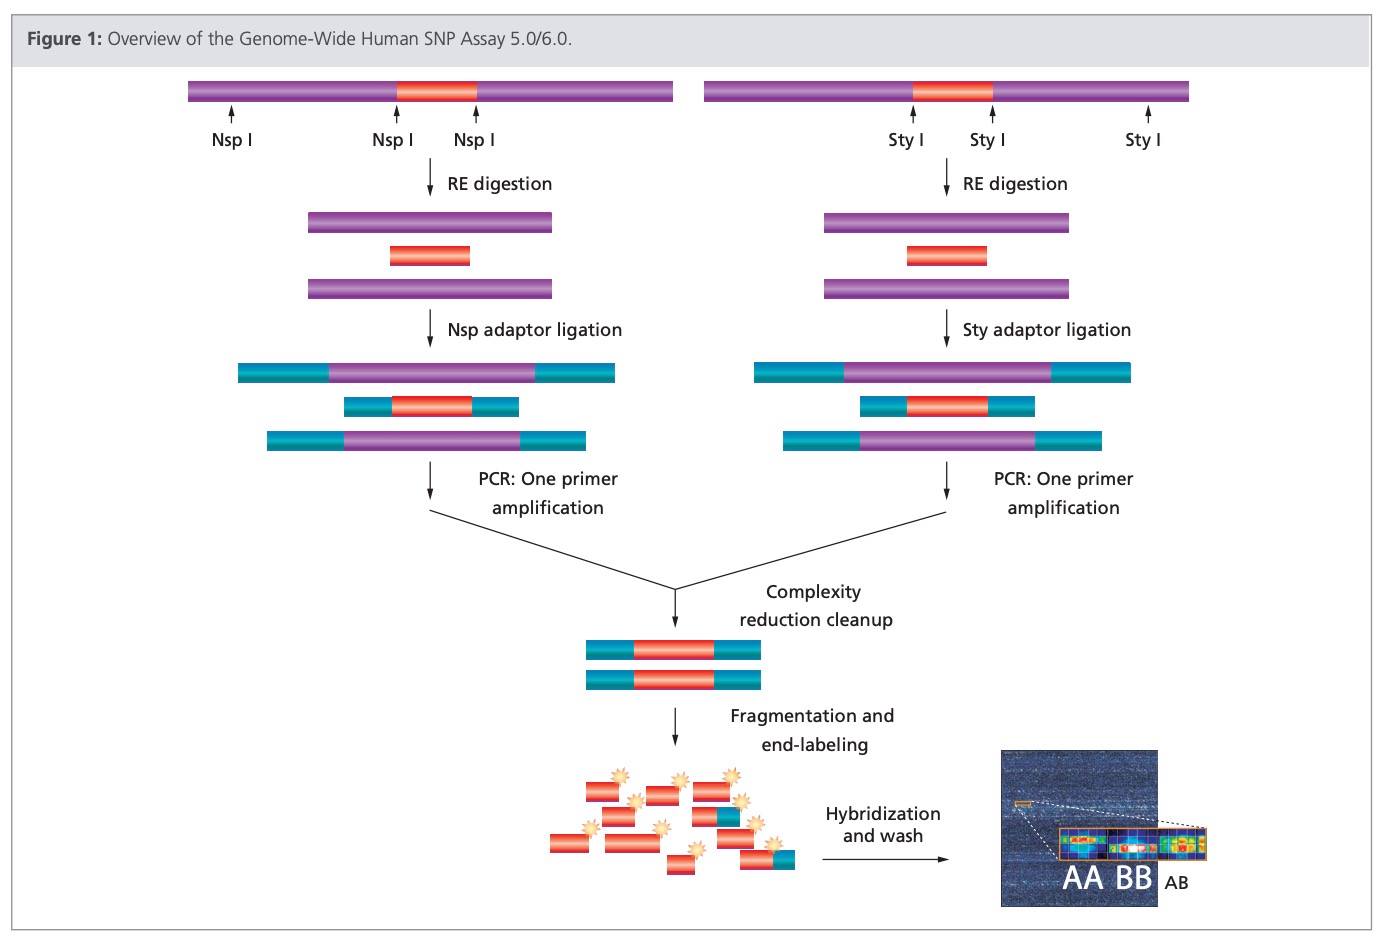 Figure 1: Overview of the Genome-Wide Human SNP Assay 5.0/6.0.
Nsp I
Nsp I
Nsp I
Sty I
Sty I
Sty I
RE digestion
RE digestion
Nsp adaptor ligation
Sty adaptor ligation
PCR: One primer
amplification
PCR: One primer
amplification
Complexity
reduction cleanup
Fragmentation and
end-labeling
Hybridization
and wash
AA BB AB